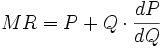 MR = P + Q · dP/dQ